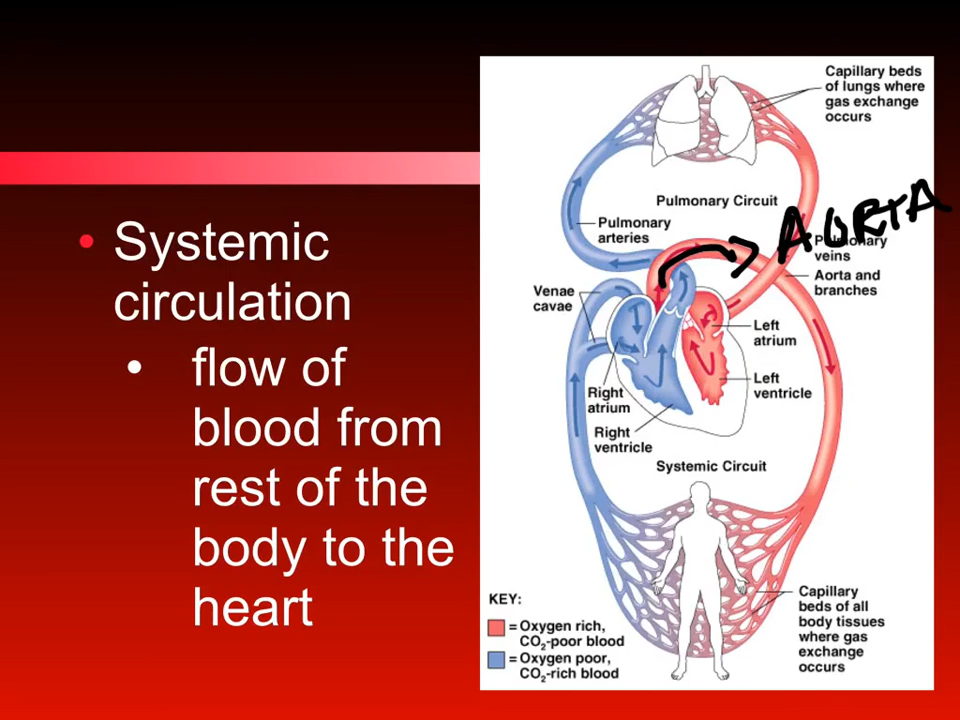 • Systemic
circulation
• flow of
blood from
rest of the
body to the
heart
Capillary beds
of lungs where
gas exchange
occurs
Pulmonary Circuit
AORTA
Pulmonary
arteries
Pulmonary
veins
Aorta and
branches
Venae
cavae
Left
atrium
Left
ventricle
Right
atrium
Right
ventricle
Systemic Circuit
Capillary
beds of all
body tissues
where gas
exchange
occurs
KEY:
= Oxygen rich,
CO2-poor blood
= Oxygen poor,
CO2-rich blood